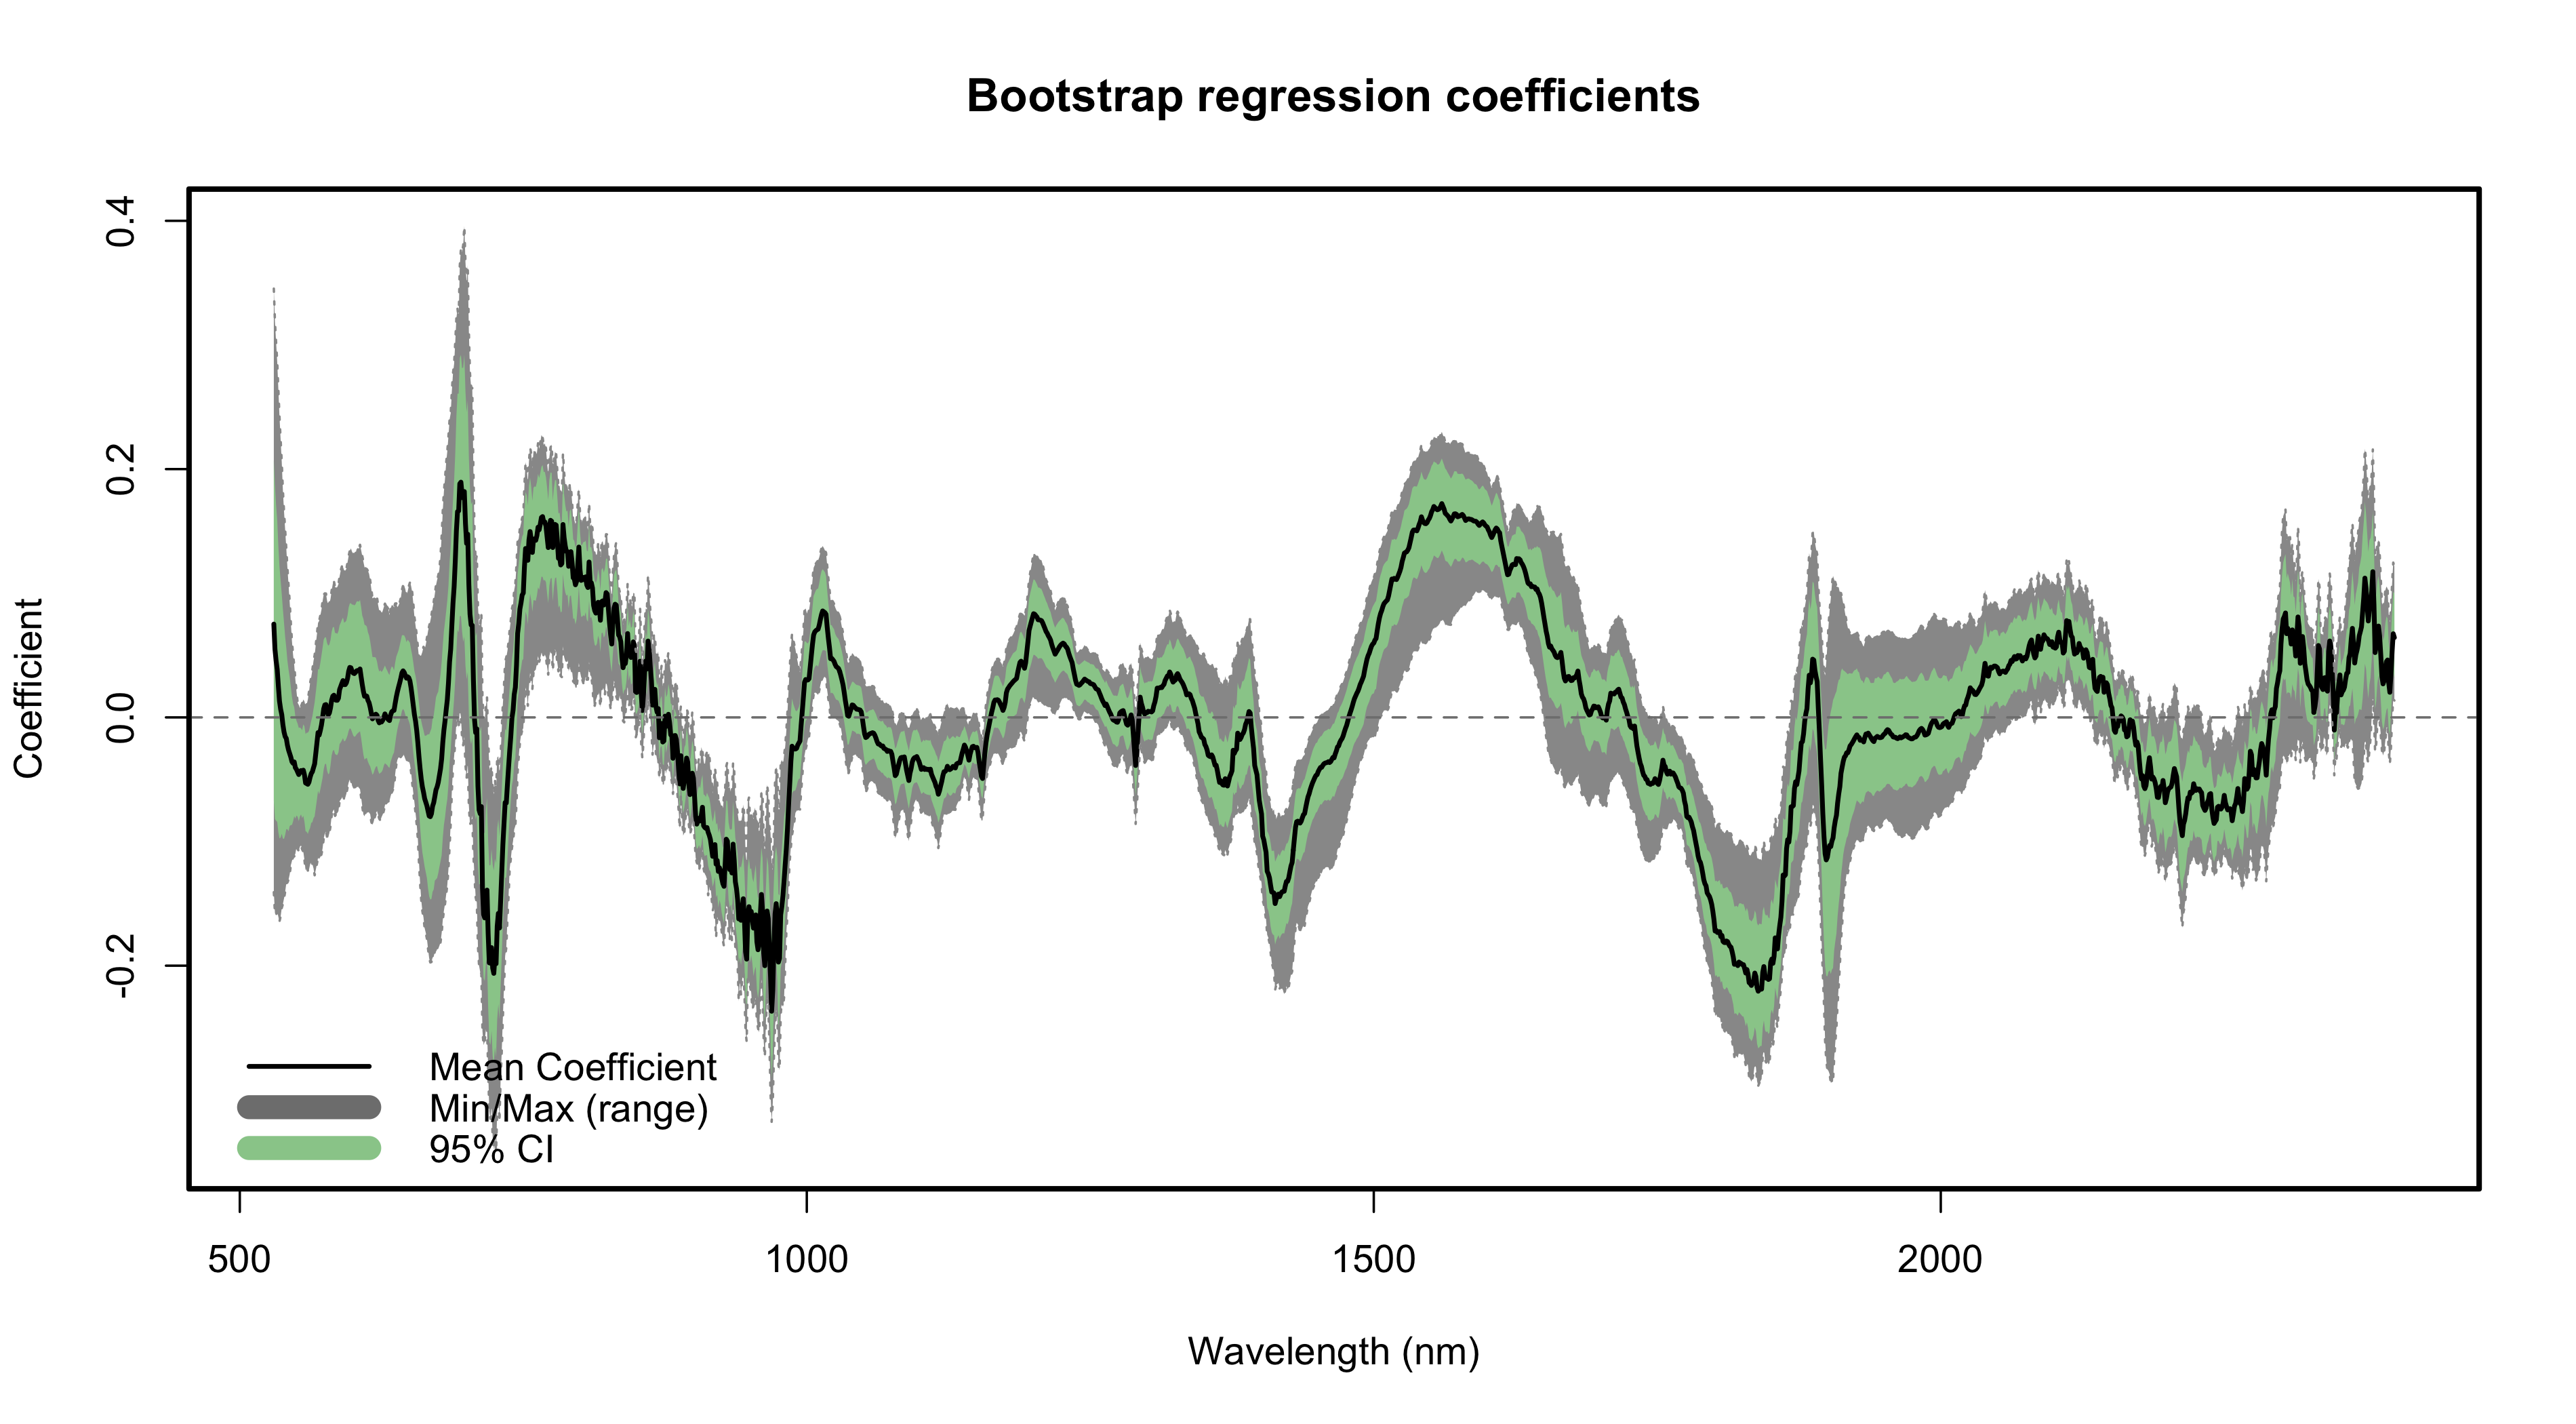 Bootstrap regression coefficients
Coefficient
0.4
0.2
0.0
-0.2
Mean Coefficient
Min/Max (range)
95% CI
500 1000 1500 2000
Wavelength (nm)